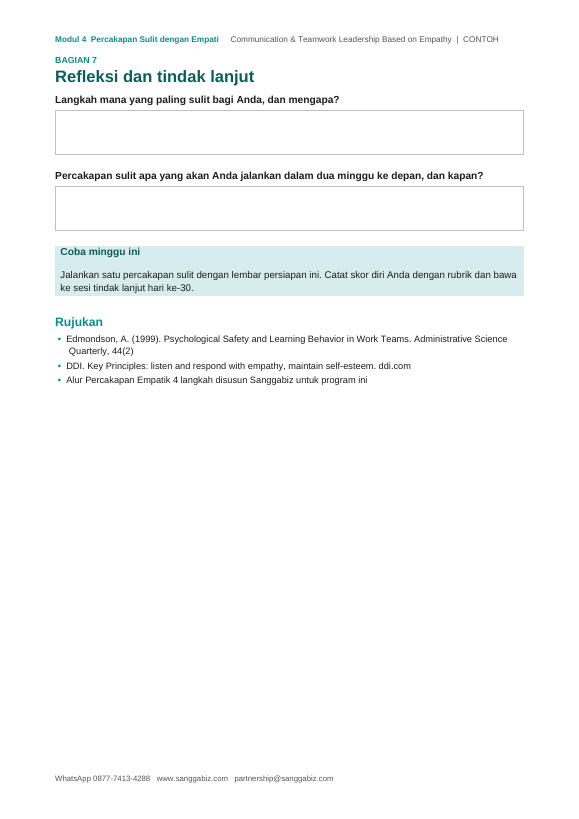 Modul 4  Percakapan Sulit dengan Empati    Communication & Teamwork Leadership Based on Empathy  |  CONTOH
BAGIAN 7
Refleksi dan tindak lanjut
Langkah mana yang paling sulit bagi Anda, dan mengapa?
Percakapan sulit apa yang akan Anda jalankan dalam dua minggu ke depan, dan kapan?
Coba minggu ini
Jalankan satu percakapan sulit dengan lembar persiapan ini. Catat skor diri Anda dengan rubrik dan bawa
ke sesi tindak lanjut hari ke-30.
Rujukan
• Edmondson, A. (1999). Psychological Safety and Learning Behavior in Work Teams. Administrative Science
Quarterly, 44(2)
• DDI. Key Principles: listen and respond with empathy, maintain self-esteem. ddi.com
• Alur Percakapan Empatik 4 langkah disusun Sanggabiz untuk program ini
WhatsApp 0877-7413-4288   www.sanggabiz.com   partnership@sanggabiz.com